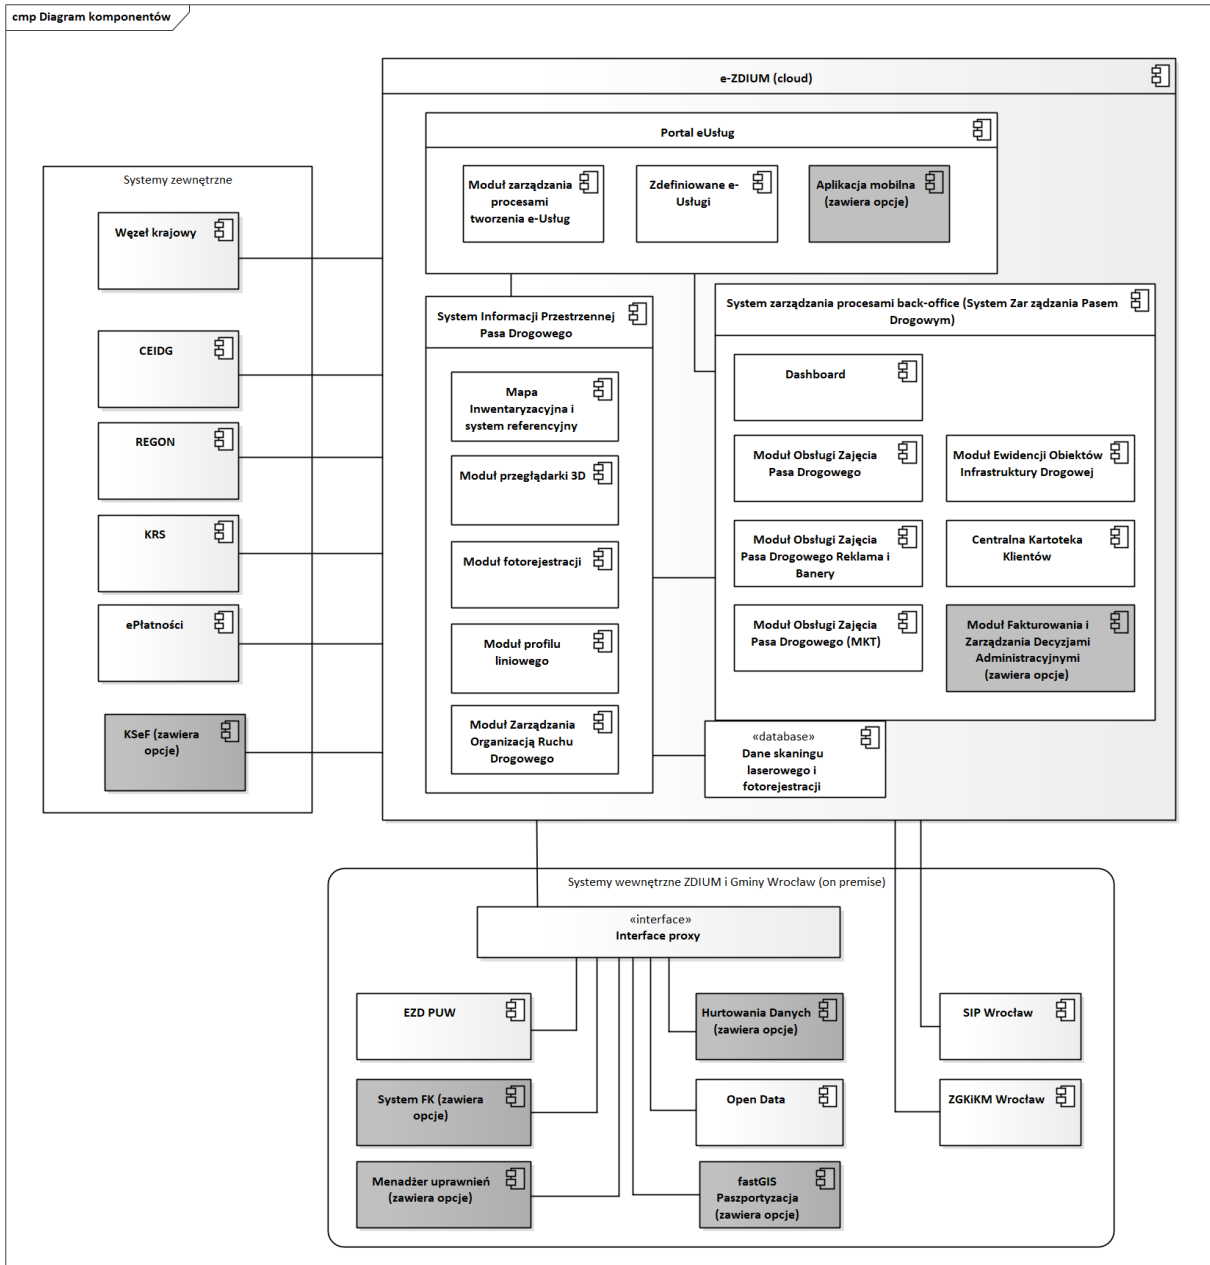 cmp Diagram komponentów
e-ZDIUM (cloud)
Portal eUsług
Moduł zarządzania
procesami
tworzenia e-Usług
Zdefiniowane e-
Usługi
Aplikacja mobilna
(zawiera opcje)
Systemy zewnętrzne
Węzeł krajowy
CEIDG
REGON
KRS
ePłatności
KSeF (zawiera
opcje)
System Informacji Przestrzennej
Pasa Drogowego
Mapa
Inwentaryzacyjna i
system referencyjny
Moduł przeglądarki 3D
Moduł fotorejestracji
Moduł profilu
liniowego
Moduł Zarządzania
Organizacją Ruchu
Drogowego
System zarządzania procesami back-office (System Zar ządzania Pasem
Drogowym)
Dashboard
Moduł Obsługi Zajęcia
Pasa Drogowego
Moduł Ewidencji Obiektów
Infrastruktury Drogowej
Moduł Obsługi Zajęcia
Pasa Drogowego Reklama i
Banery
Centralna Kartoteka
Klientów
Moduł Obsługi Zajęcia
Pasa Drogowego (MKT)
Moduł Fakturowania i
Zarządzania Decyzjami
Administracyjnymi
(zawiera opcje)
«database»
Dane skaningu
laserowego i
fotorejestracji
Systemy wewnętrzne ZDIUM i Gminy Wrocław (on premise)
«interface»
Interface proxy
EZD PUW
System FK (zawiera
opcje)
Menadżer uprawnień
(zawiera opcje)
Hurtowania Danych
(zawiera opcje)
Open Data
fastGIS
Paszportyzacja
(zawiera opcje)
SIP Wrocław
ZGKiKM Wrocław